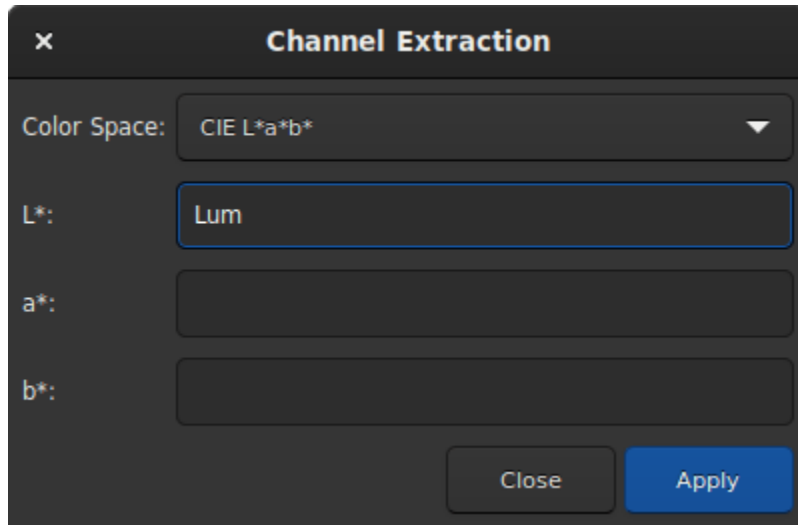 Channel Extraction
Color Space: CIE L*a*b*
L*: Lum
a*:
b*:
Close Apply